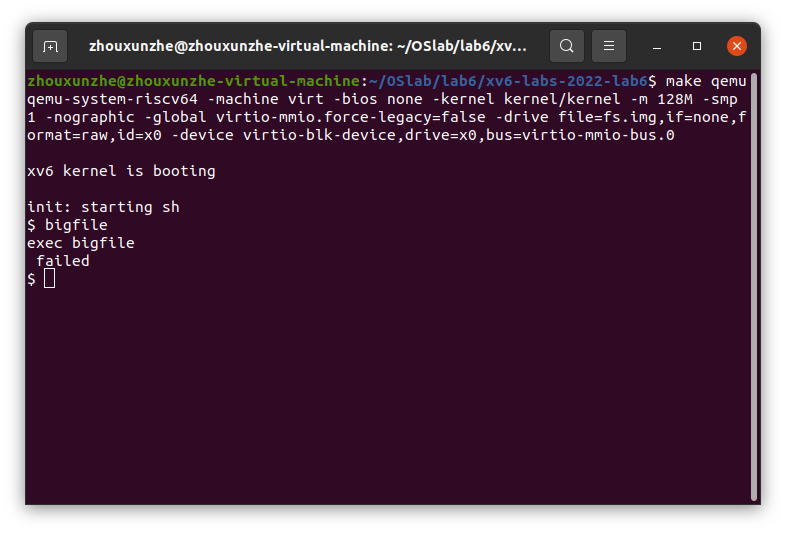 zhouxunzhe@zhouxunzhe-virtual-machine: ~/OSlab/lab6/xv...
zhouxunzhe@zhouxunzhe-virtual-machine:~/OSlab/lab6/xv6-labs-2022-lab6$ make qemu
qemu-system-riscv64 -machine virt -bios none -kernel kernel/kernel -m 128M -smp
1 -nographic -global virtio-mmio.force-legacy=false -drive file=fs.img,if=none,f
ormat=raw,id=x0 -device virtio-blk-device,drive=x0,bus=virtio-mmio-bus.0
xv6 kernel is booting
init: starting sh
$ bigfile
exec bigfile
 failed
$